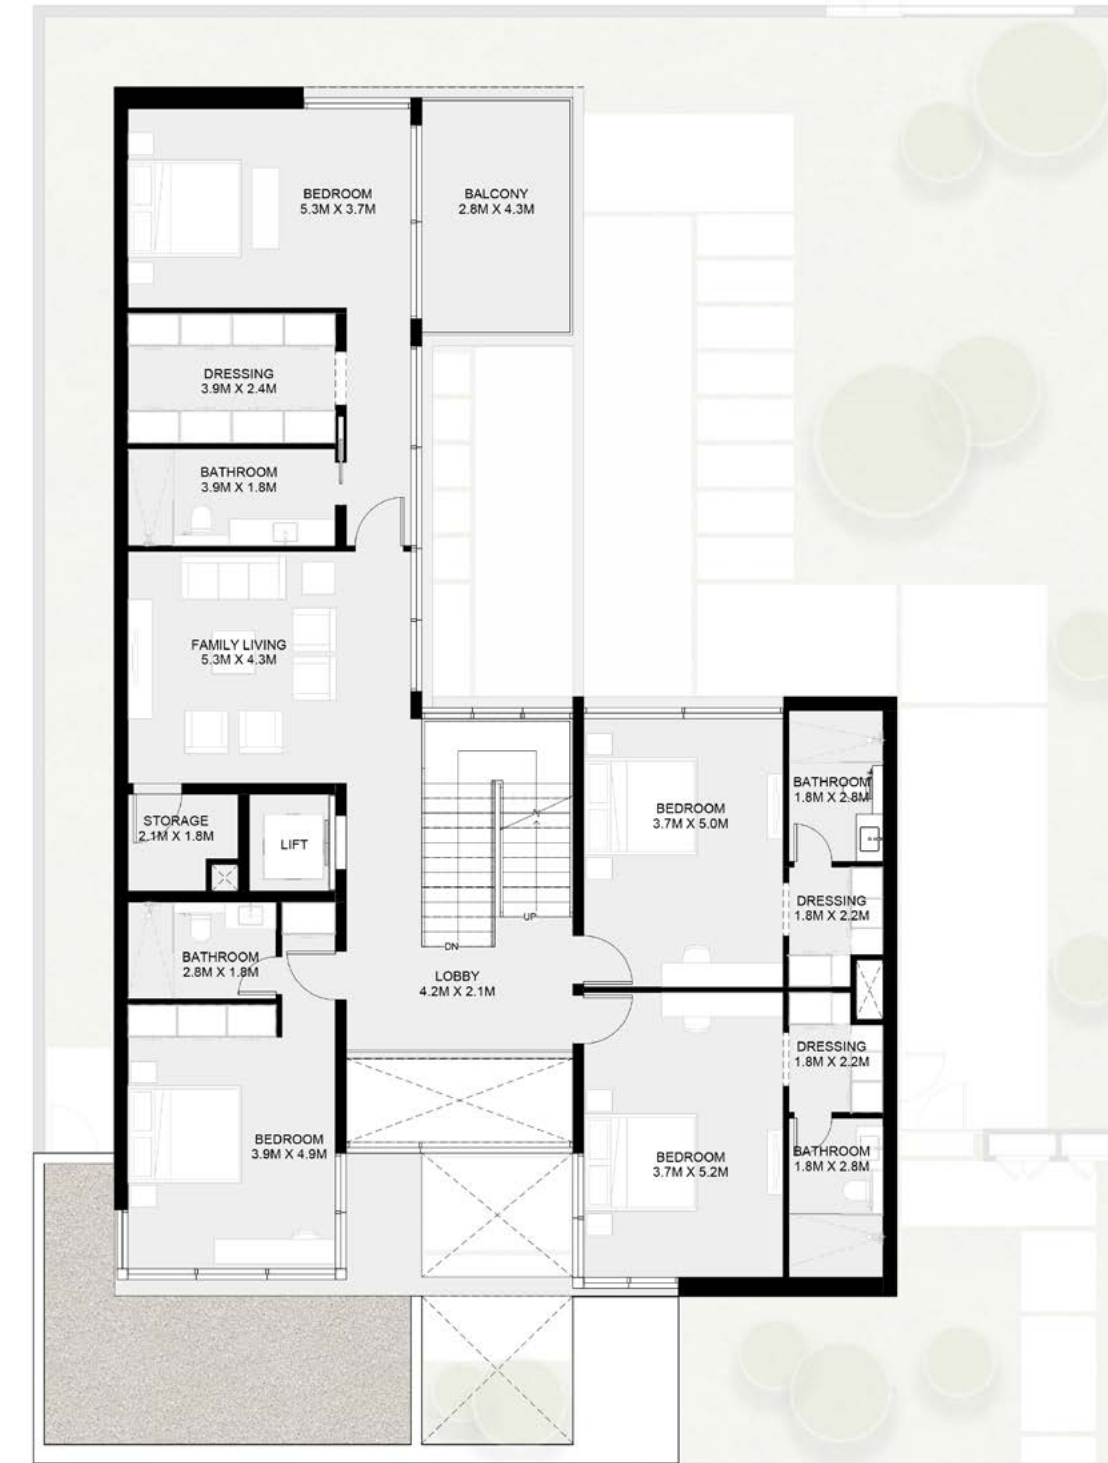 BEDROOM
5.3M X 3.7M
BALCONY
2.8M X 4.3M
DRESSING
3.9M X 2.4M
BATHROOM
3.9M X 1.8M
FAMILY LIVING
5.3M X 4.3M
STORAGE
2.1M X 1.8M
LIFT
BEDROOM
3.7M X 5.0M
BATHROOM
1.8M X 2.8M
DRESSING
1.8M X 2.2M
UP
DN
BATHROOM
2.8M X 1.8M
LOBBY
4.2M X 2.1M
DRESSING
1.8M X 2.2M
BEDROOM
3.9M X 4.9M
BEDROOM
3.7M X 5.2M
BATHROOM
1.8M X 2.8M